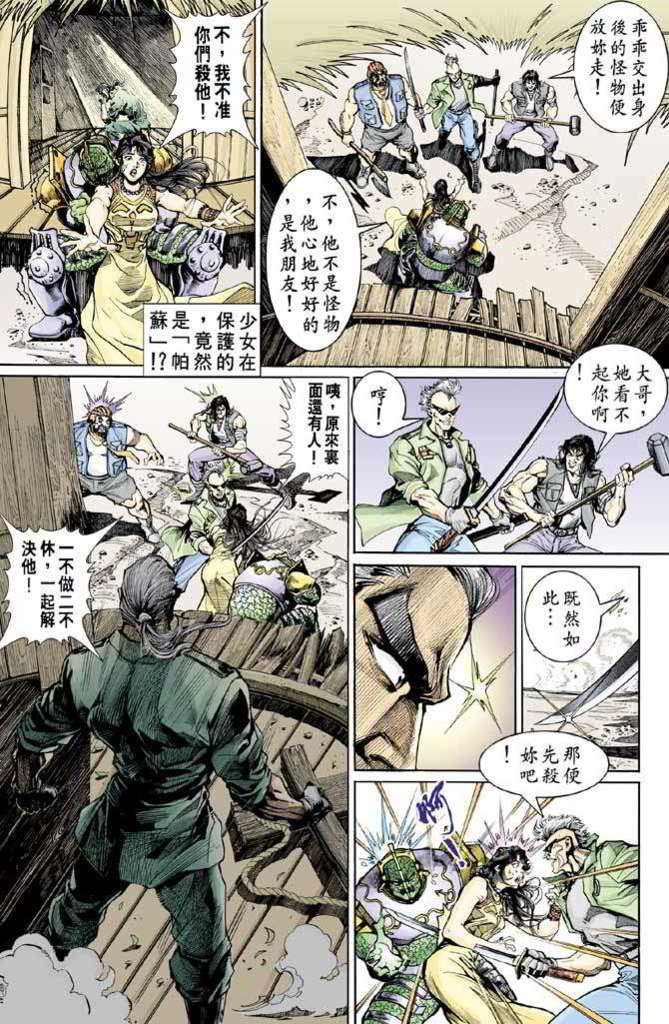 乖乖交出身
後的怪物便
放妳走！
不，他不是怪物
，他心地好好的
，是我朋友！
不，我不准
你們殺他！
少女在
保護的
，竟然
是「帕
蘇」!?
大哥，
她看不
起你啊
！
哼！
既然如
此…
那便
先殺
妳吧
！
啊!!
咦，原來裏
面還有人！
一不做二不
休，一起解
決他！